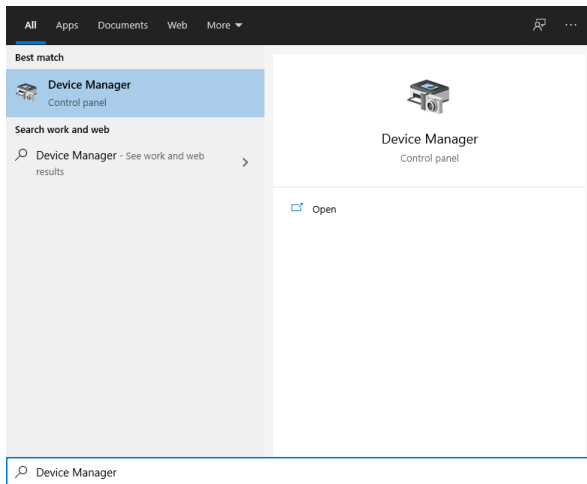 All Apps Documents Web More
Best match
Device Manager
Control panel
Search work and web
Device Manager - See work and web
results
Device Manager
Control panel
Open
Device Manager